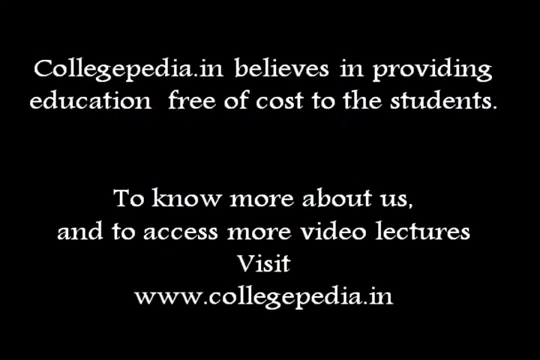 Collegepedia.in believes in providing
education free of cost to the students.
To know more about us,
and to access more video lectures
Visit
www.collegepedia.in